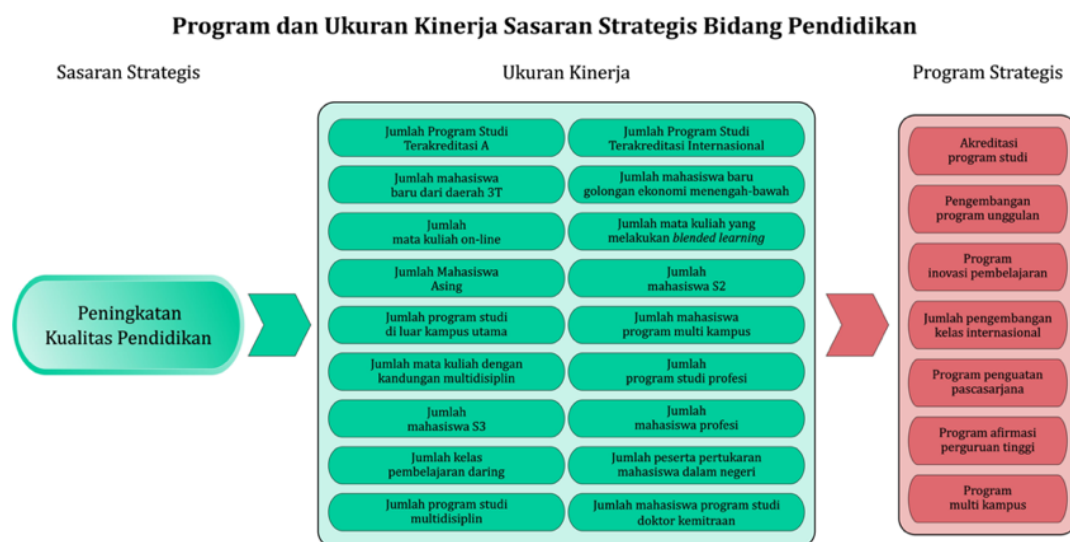 Program dan Ukuran Kinerja Sasaran Strategis Bidang Pendidikan
Sasaran Strategis
Ukuran Kinerja
Program Strategis
Peningkatan
Kualitas Pendidikan
Jumlah Program Studi
Terakreditasi A
Jumlah Program Studi
Terakreditasi Internasional
Jumlah mahasiswa
baru dari daerah 3T
Jumlah mahasiswa baru
golongan ekonomi menengah-bawah
Jumlah
mata kuliah on-line
Jumlah mata kuliah yang
melakukan blended learning
Jumlah Mahasiswa
Asing
Jumlah
mahasiswa S2
Jumlah program studi
di luar kampus utama
Jumlah mahasiswa
program multi kampus
Jumlah mata kuliah dengan
kandungan multidisiplin
Jumlah
program studi profesi
Jumlah
mahasiswa S3
Jumlah
mahasiswa profesi
Jumlah kelas
pembelajaran daring
Jumlah peserta pertukaran
mahasiswa dalam negeri
Jumlah program studi
multidisiplin
Jumlah mahasiswa program studi
doktor kemitraan
Akreditasi
program studi
Pengembangan
program unggulan
Program
inovasi pembelajaran
Jumlah pengembangan
kelas internasional
Program penguatan
pascasarjana
Program afirmasi
perguruan tinggi
Program
multi kampus